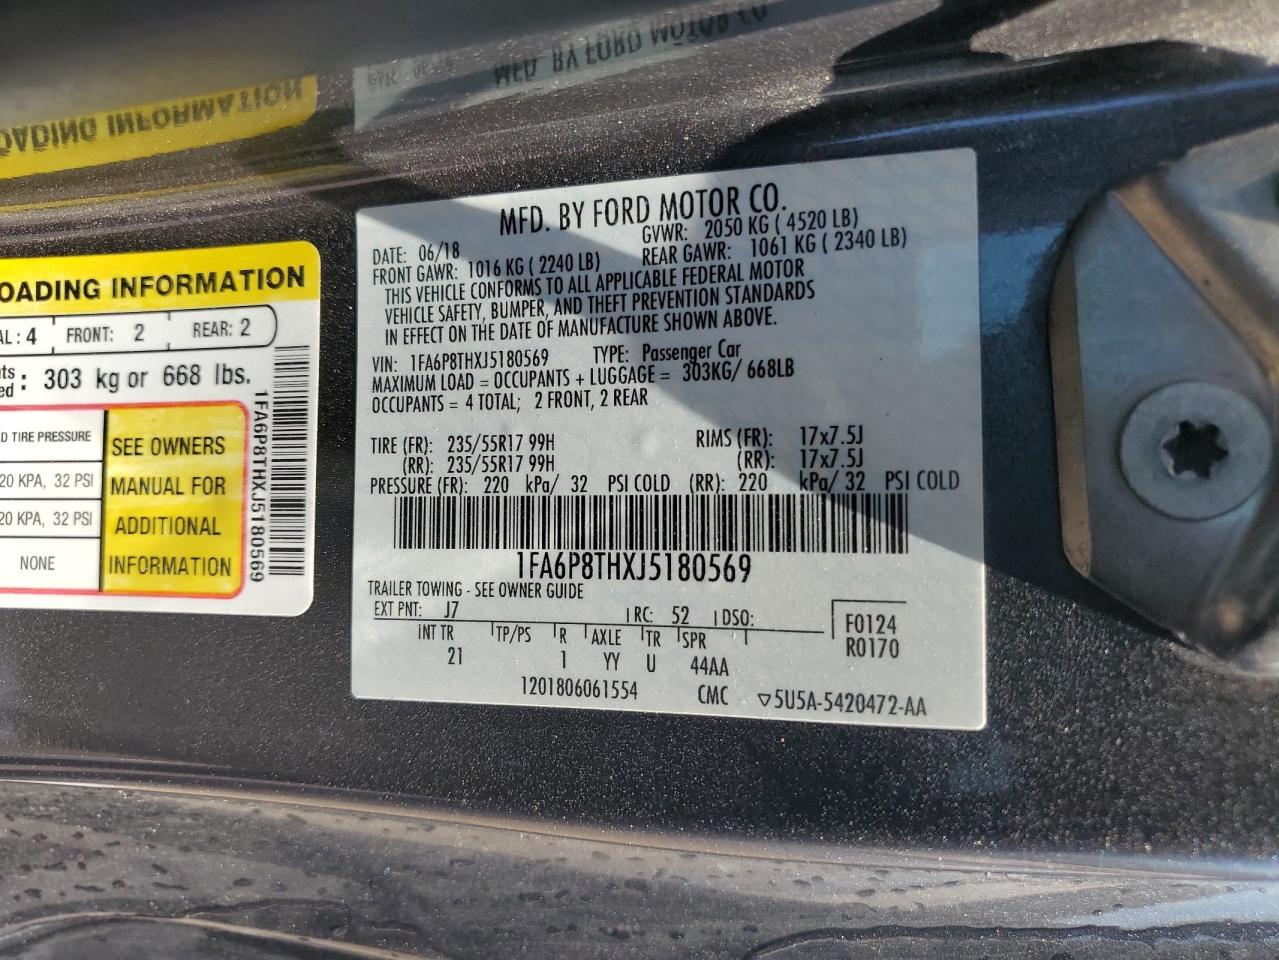 OADING INFORMATION
AL: 4 FRONT: 2 REAR: 2
303 kg or 668 lbs.
D TIRE PRESSURE
20 KPA, 32 PSI
20 KPA, 32 PSI
NONE
SEE OWNERS
MANUAL FOR
ADDITIONAL
INFORMATION
1FA6P8THXJ5180569
MFD. BY FORD MOTOR CO.
DATE: 06/18 GVWR: 2050 KG ( 4520 LB)
FRONT GAWR: 1016 KG ( 2240 LB) REAR GAWR: 1061 KG ( 2340 LB)
THIS VEHICLE CONFORMS TO ALL APPLICABLE FEDERAL MOTOR
VEHICLE SAFETY, BUMPER, AND THEFT PREVENTION STANDARDS
IN EFFECT ON THE DATE OF MANUFACTURE SHOWN ABOVE.
VIN: 1FA6P8THXJ5180569 TYPE: Passenger Car
MAXIMUM LOAD = OCCUPANTS + LUGGAGE = 303KG/ 668LB
OCCUPANTS = 4 TOTAL; 2 FRONT, 2 REAR
TIRE (FR): 235/55R17 99H RIMS (FR): 17x7.5J
(RR): 235/55R17 99H (RR): 17x7.5J
PRESSURE (FR): 220 kPa/ 32 PSI COLD (RR): 220 kPa/ 32 PSI COLD
1FA6P8THXJ5180569
TRAILER TOWING - SEE OWNER GUIDE
EXT PNT: J7 RC: 52 DSO: F0124
INT TR TP/PS R AXLE TR SPR R0170
21 1 YY U 44AA
1201806061554 CMC ▽5U5A-5420472-AA